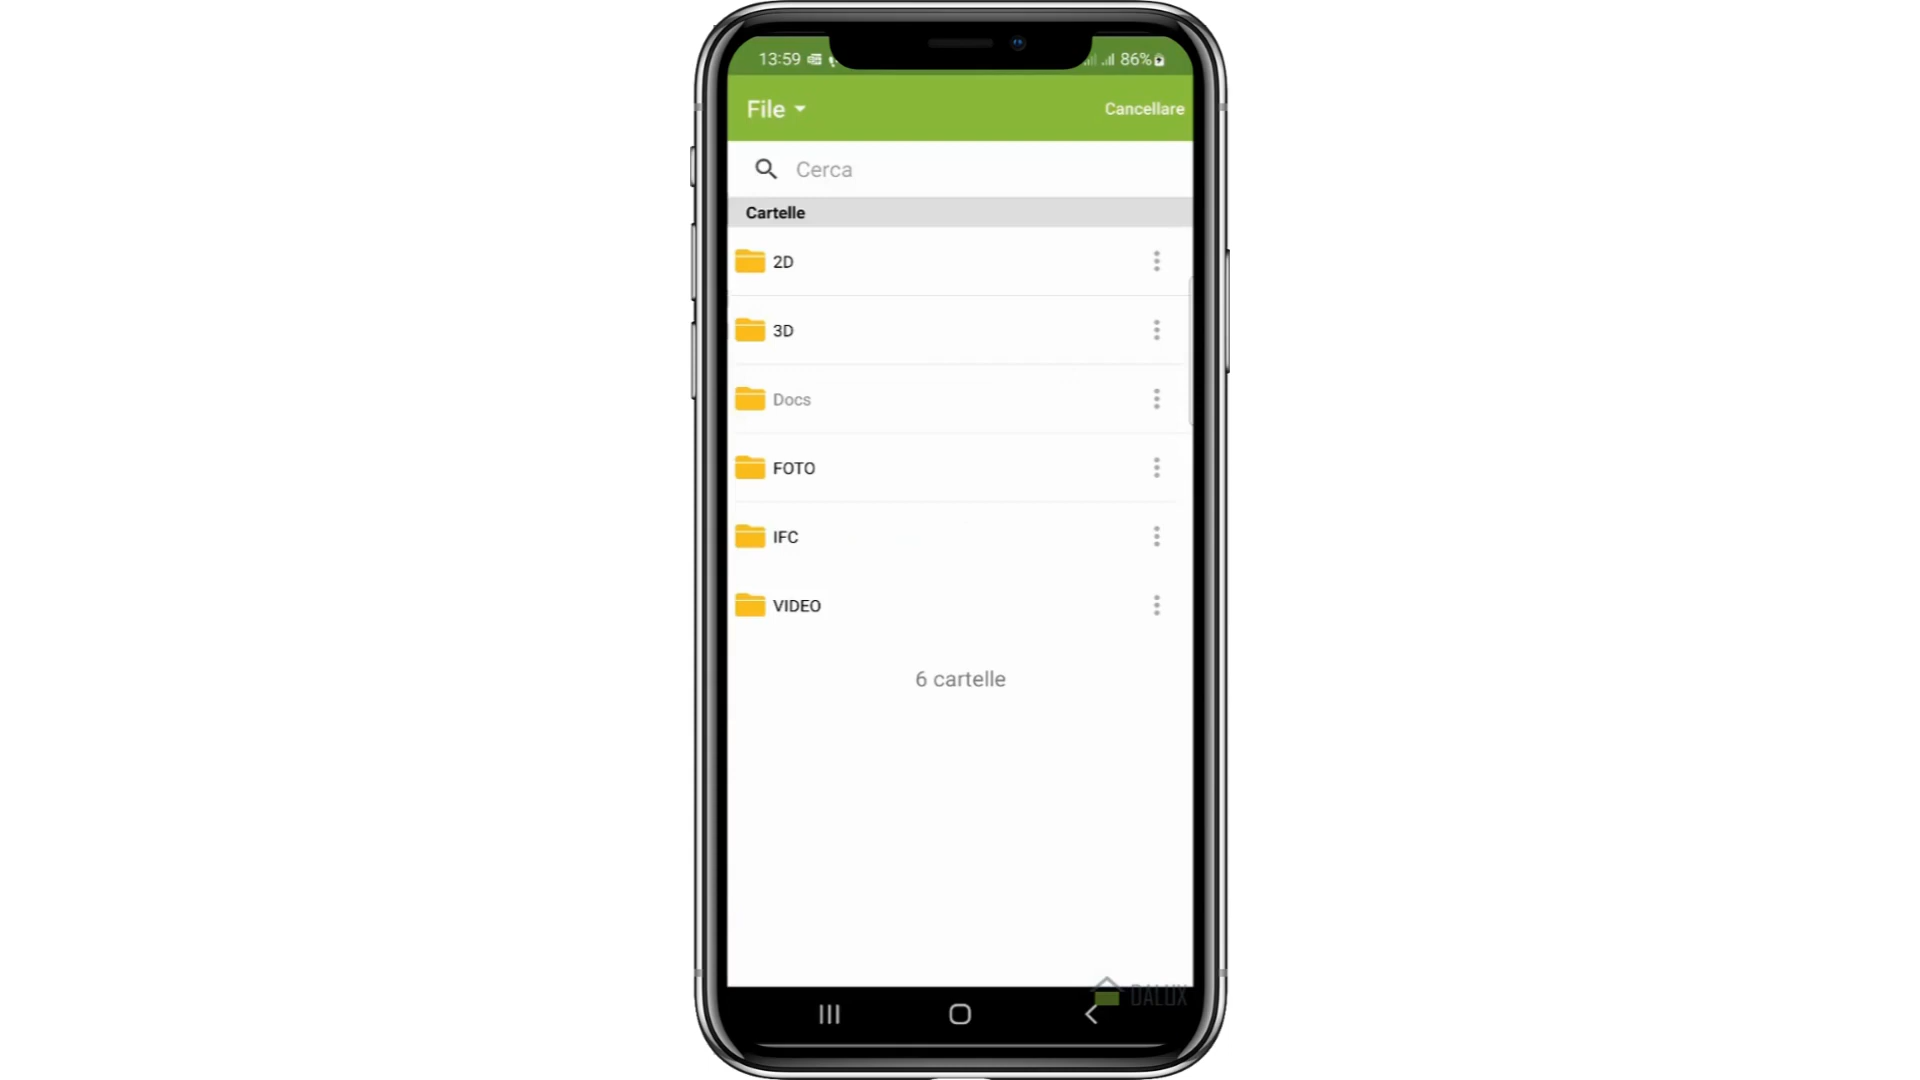 13:59 86%
File Cancellare
Cerca
Cartelle
2D
3D
Docs
FOTO
IFC
VIDEO
6 cartelle
DALUX